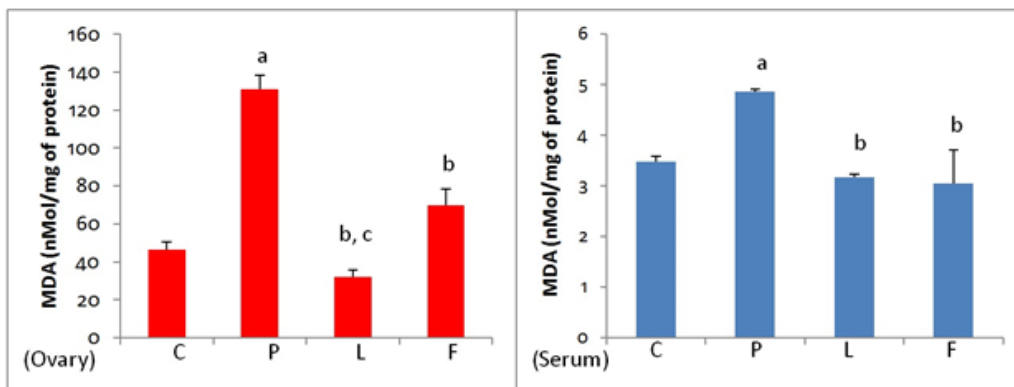 MDA (nMol/mg of protein)
160
140
120
100
80
60
40
20
0
a
b, c
b
C P L F
(Ovary)
MDA (nMol/mg of protein)
6
5
4
3
2
1
0
a
b
b
C P L F
(Serum)